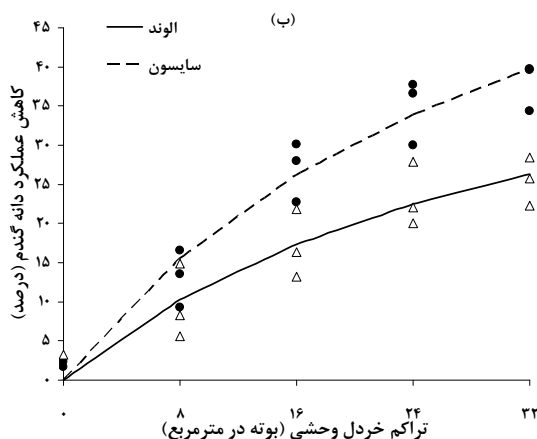 (ب)
الوند
سایسون
کاهش عملکرد دانه گندم (درصد)
۴۵
۴۰
۳۵
۳۰
۲۵
۲۰
۱۵
۱۰
۵
۰
۰ ۸ ۱۶ ۲۴ ۳۲
تراکم خردل وحشی (بوته در مترمربع)